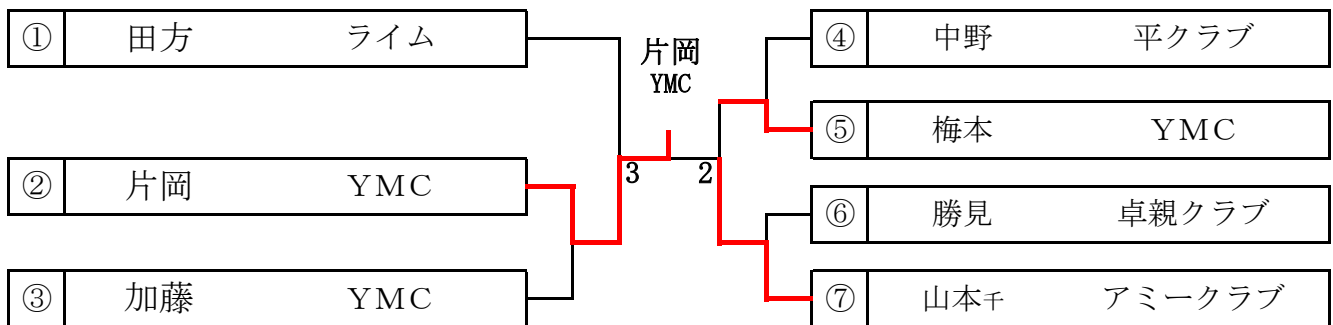 ① 田方 ライム
② 片岡 YMC
③ 加藤 YMC
片岡
YMC
3 2
④ 中野 平クラブ
⑤ 梅本 YMC
⑥ 勝見 卓親クラブ
⑦ 山本千 アミークラブ